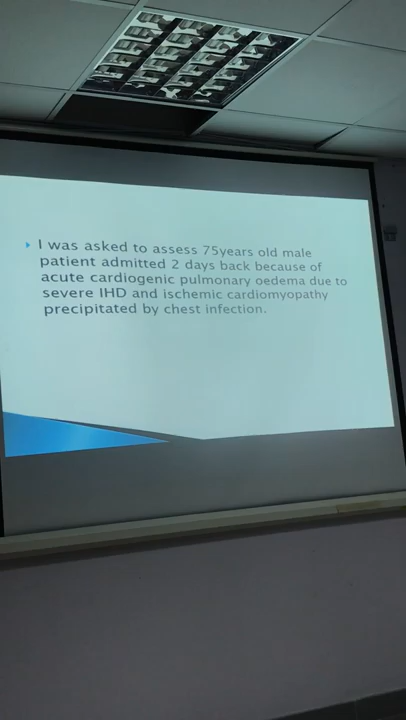 I was asked to assess 75years old male
patient admitted 2 days back because of
acute cardiogenic pulmonary oedema due to
severe IHD and ischemic cardiomyopathy
precipitated by chest infection.